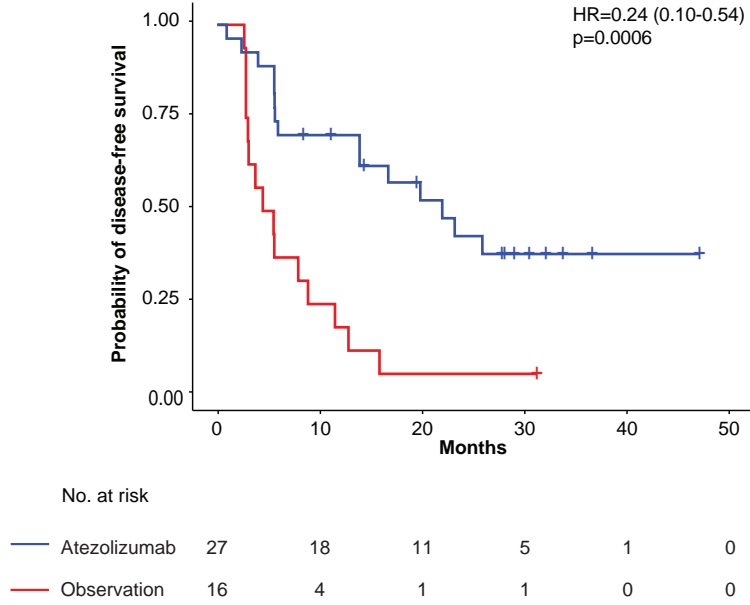 HR=0.24 (0.10-0.54)
p=0.0006
Probability of disease-free survival
1.00
0.75
0.50
0.25
0.00
0 10 20 30 40 50
Months
No. at risk
Atezolizumab 27 18 11 5 1 0
Observation 16 4 1 1 0 0